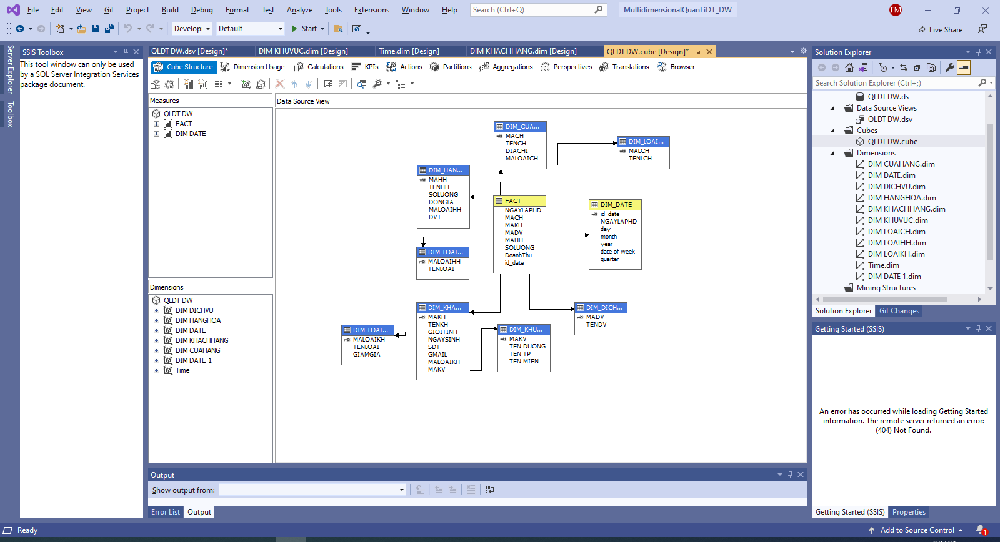 File Edit View Git Project Build Debug Format Test Analyze Tools Extensions Window Help Search (Ctrl+Q) MultidimensionalQuanLiDT_DW TM
Developi Default Start Live Share
Server Explorer
Toolbox
SSIS Toolbox
This tool window can only be used
by a SQL Server Integration Services
package document.
QLDT DW.dsv [Design]* DIM KHUVUC.dim [Design] Time.dim [Design] DIM KHACHHANG.dim [Design] QLDT DW.cube [Design]*
Cube Structure Dimension Usage Calculations KPIs Actions Partitions Aggregations Perspectives Translations Browser
Measures
QLDT DW
FACT
DIM DATE
Dimensions
QLDT DW
DIM DICHVU
DIM HANGHOA
DIM DATE
DIM KHACHHANG
DIM CUAHANG
DIM DATE 1
Time
Data Source View
DIM_CUA...
MACH
TENCH
DIACHI
MALOAICH
DIM_LOAI...
MALCH
TENLCH
DIM_HAN...
MAHH
TENHH
SOLUONG
DONGIA
MALOAIHH
DVT
FACT
NGAYLAPHD
MACH
MAKH
MADV
MAHH
SOLUONG
DoanhThu
id_date
DIM_DATE
id_date
NGAYLAPHD
day
month
year
date of week
quarter
DIM_LOAI...
MALOAIHH
TENLOAI
DIM_KHA...
MAKH
TENKH
GIOITINH
NGAYSINH
SDT
GMAIL
MALOAIKH
MAKV
DIM_LOAI...
MALOAIKH
TENLOAI
GIAMGIA
DIM_KHU...
MAKV
TEN DUONG
TEN TP
TEN MIEN
DIM_DICH...
MADV
TENDV
Output
Show output from:
Error List Output
Solution Explorer
Search Solution Explorer (Ctrl+;)
QLDT DW.ds
Data Source Views
QLDT DW.dsv
Cubes
QLDT DW.cube
Dimensions
DIM CUAHANG.dim
DIM DATE.dim
DIM DICHVU.dim
DIM HANGHOA.dim
DIM KHACHHANG.dim
DIM KHUVUC.dim
DIM LOAICH.dim
DIM LOAIHH.dim
DIM LOAIKH.dim
Time.dim
DIM DATE 1.dim
Mining Structures
Solution Explorer Git Changes
Getting Started (SSIS)
An error has occurred while loading Getting Started
information. The remote server returned an error:
(404) Not Found.
Getting Started (SSIS) Properties
Ready Add to Source Control 1